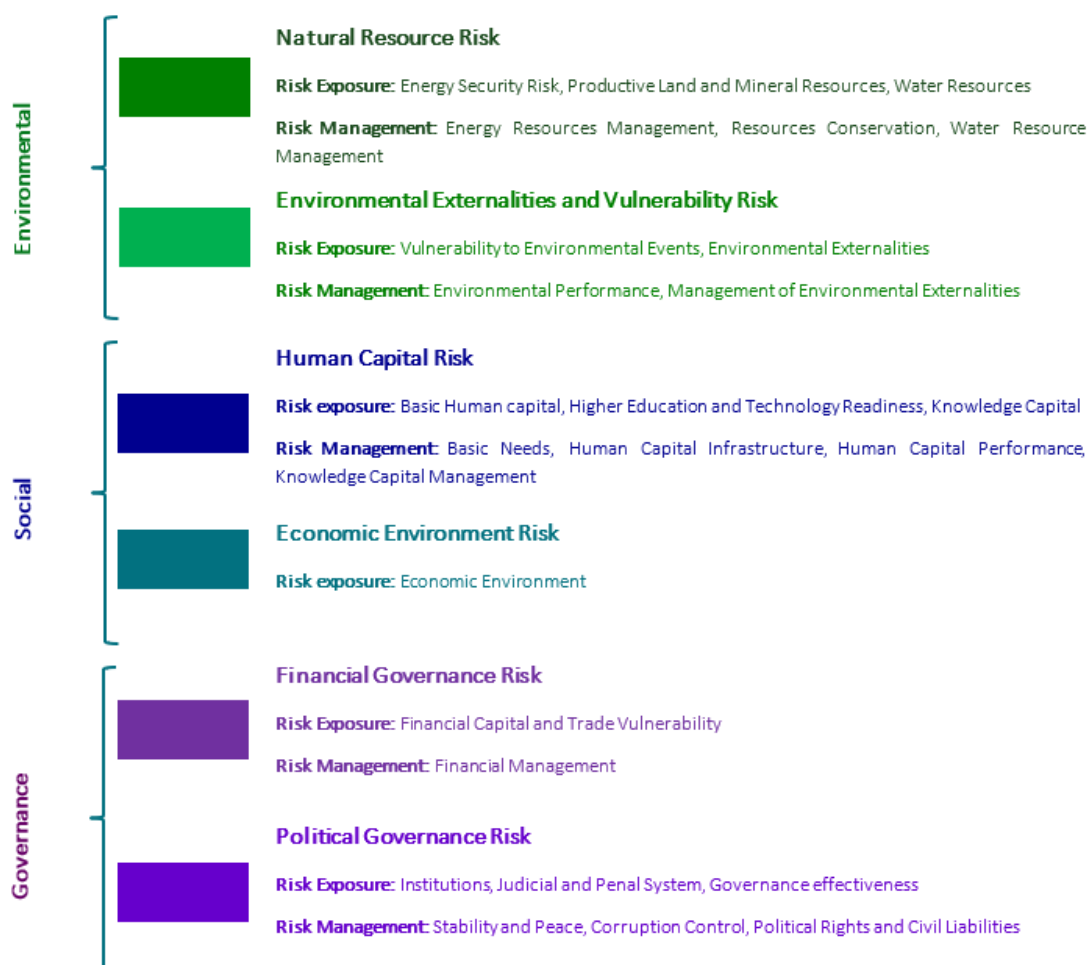 Environmental
Natural Resource Risk
Risk Exposure: Energy Security Risk, Productive Land and Mineral Resources, Water Resources
Risk Management: Energy Resources Management, Resources Conservation, Water Resource
Management
Environmental Externalities and Vulnerability Risk
Risk Exposure: Vulnerability to Environmental Events, Environmental Externalities
Risk Management: Environmental Performance, Management of Environmental Externalities
Social
Human Capital Risk
Risk exposure: Basic Human capital, Higher Education and Technology Readiness, Knowledge Capital
Risk Management: Basic Needs, Human Capital Infrastructure, Human Capital Performance,
Knowledge Capital Management
Economic Environment Risk
Risk exposure: Economic Environment
Governance
Financial Governance Risk
Risk Exposure: Financial Capital and Trade Vulnerability
Risk Management: Financial Management
Political Governance Risk
Risk Exposure: Institutions, Judicial and Penal System, Governance effectiveness
Risk Management: Stability and Peace, Corruption Control, Political Rights and Civil Liabilities